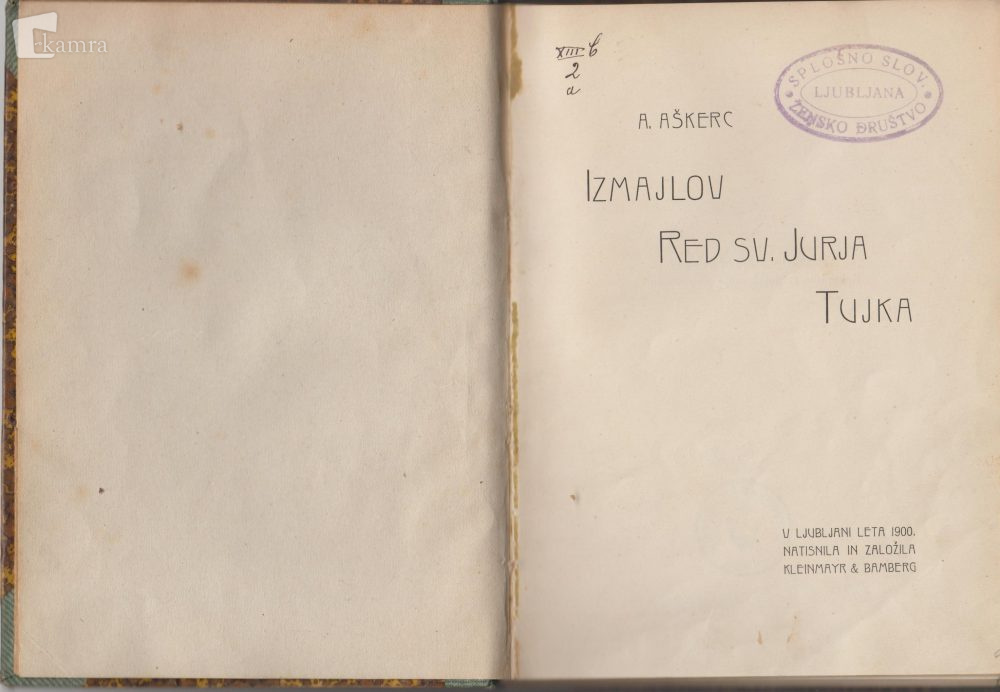 kamra
XIII b
2
a
SPLOŠNO SLOV.
LJUBLJANA
ŽENSKO DRUŠTVO
A. AŠKERC
IZMAJLOV
RED SV. JURJA
TUJKA
V LJUBLJANI LETA 1900.
NATISNILA IN ZALOŽILA
KLEINMAYR & BAMBERG